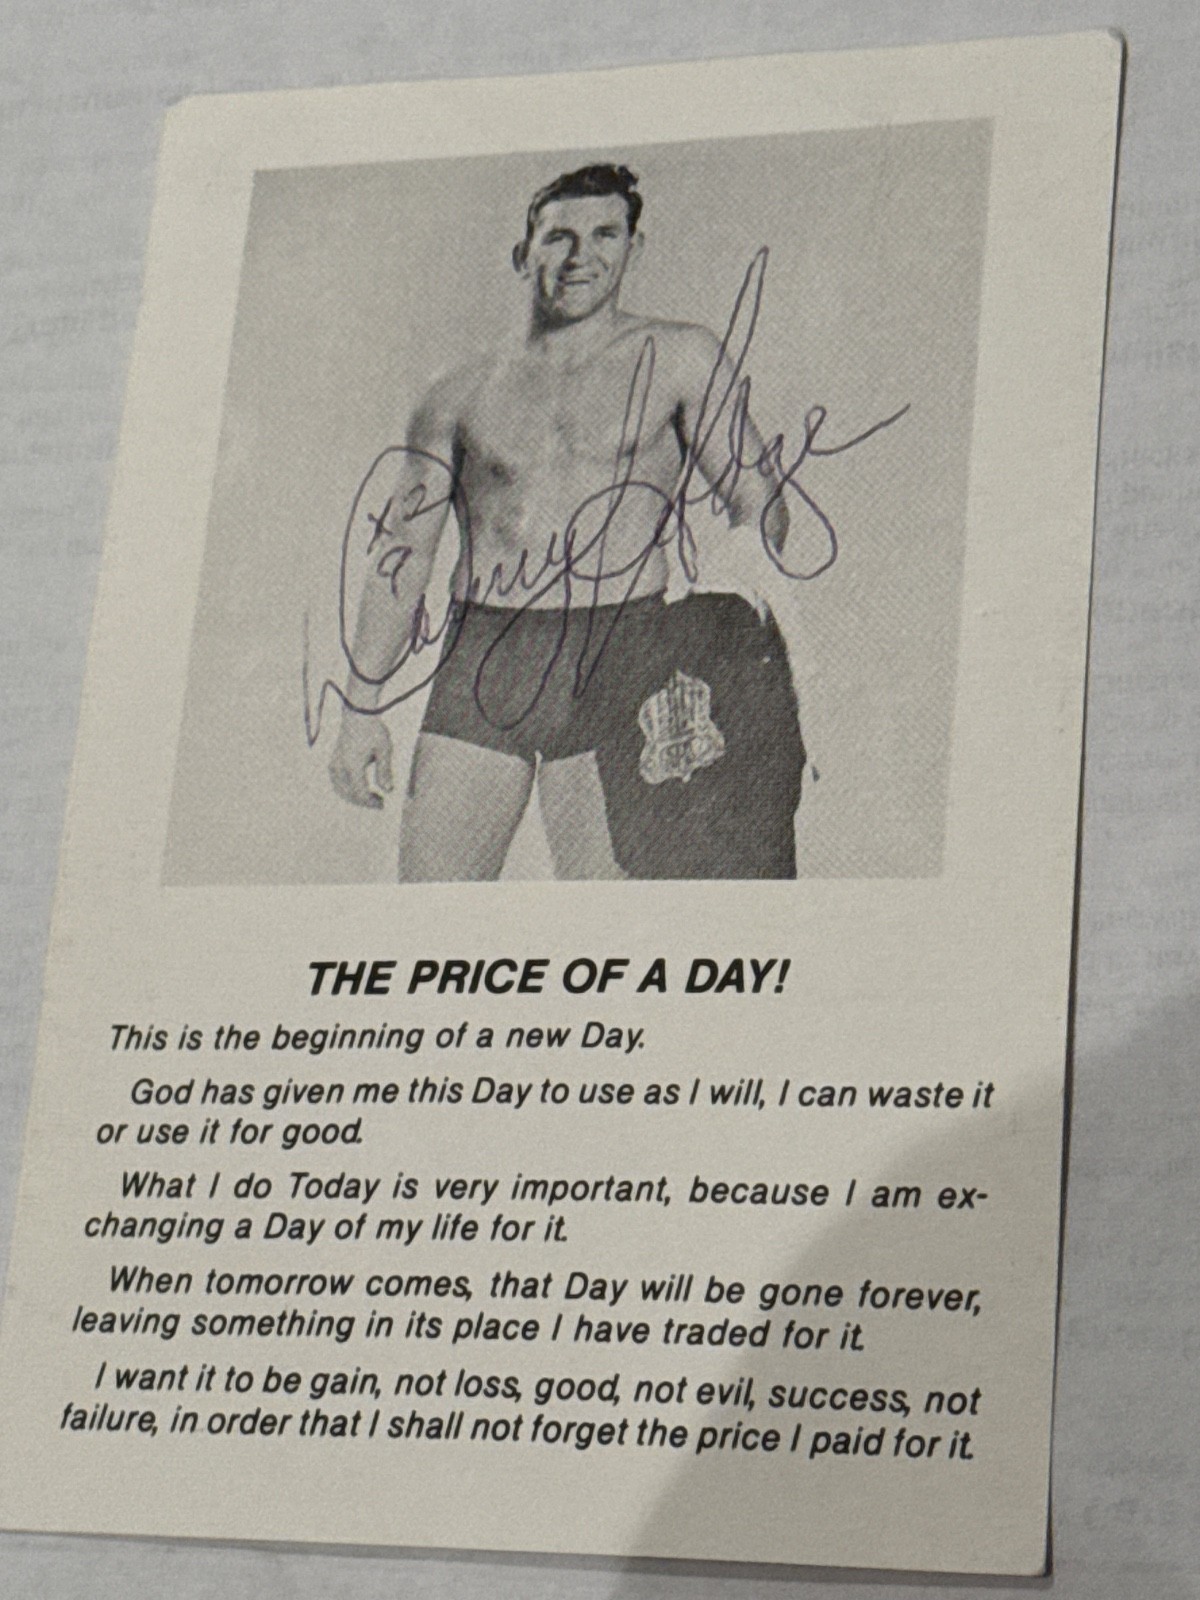 x2
Danny Hodge
THE PRICE OF A DAY!
This is the beginning of a new Day.
God has given me this Day to use as I will, I can waste it
or use it for good.
What I do Today is very important, because I am ex-
changing a Day of my life for it.
When tomorrow comes, that Day will be gone forever,
leaving something in its place I have traded for it.
I want it to be gain, not loss, good, not evil, success, not
failure, in order that I shall not forget the price I paid for it.